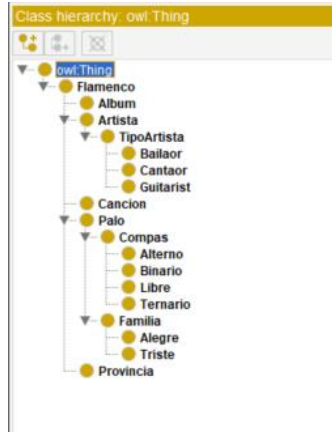 Class hierarchy: owl:Thing
owl:Thing
Flamenco
Album
Artista
TipoArtista
Bailaor
Cantaor
Guitarist
Cancion
Palo
Compas
Alterno
Binario
Libre
Ternario
Familia
Alegre
Triste
Provincia